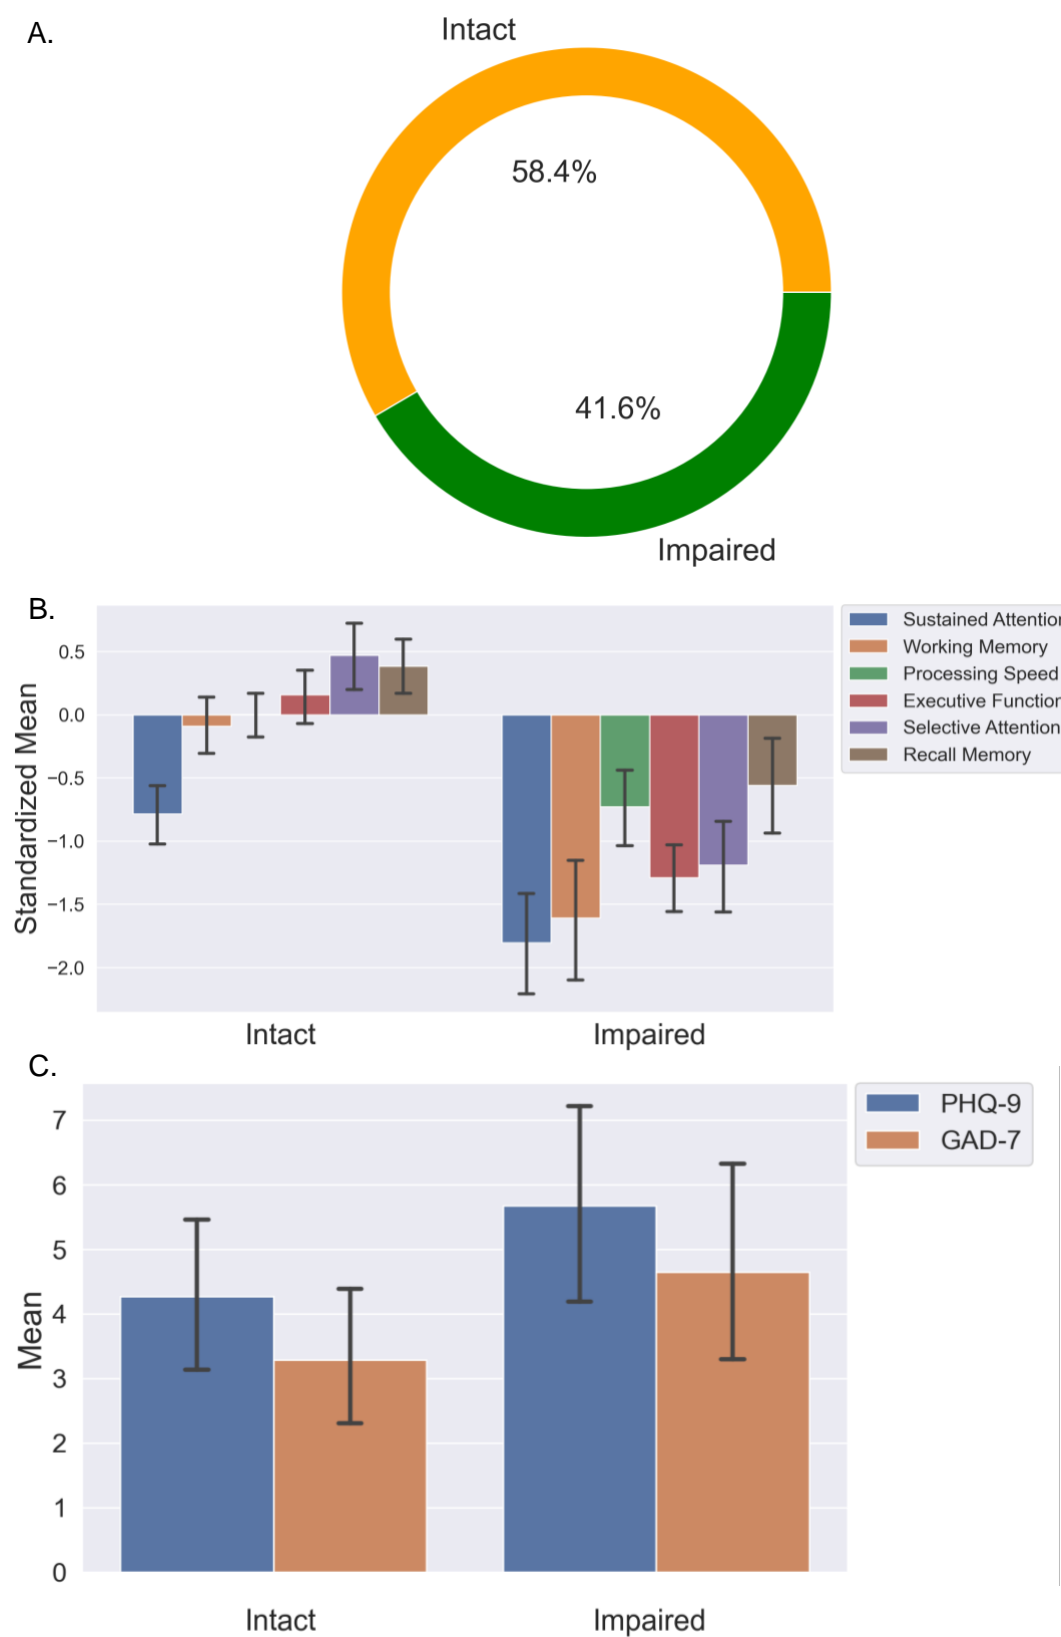 A.
Intact
58.4%
41.6%
Impaired
B.
Standardized Mean
0.5
0.0
−0.5
−1.0
−1.5
−2.0
Intact
Impaired
Sustained Attention
Working Memory
Processing Speed
Executive Function
Selective Attention
Recall Memory
C.
Mean
7
6
5
4
3
2
1
0
Intact
Impaired
PHQ-9
GAD-7